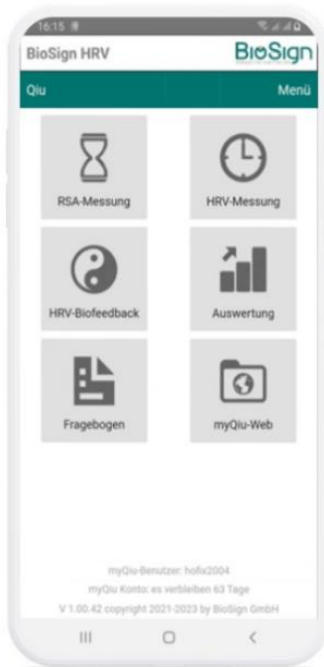 16:15
BioSign HRV
BioSign
Qiu Menü
RSA-Messung HRV-Messung
HRV-Biofeedback Auswertung
Fragebogen myQiu-Web
myQiu-Benutzer: hofix2004
myQiu Konto: es verbleiben 63 Tage
V 1.00.42 copyright 2021-2023 by BioSign GmbH